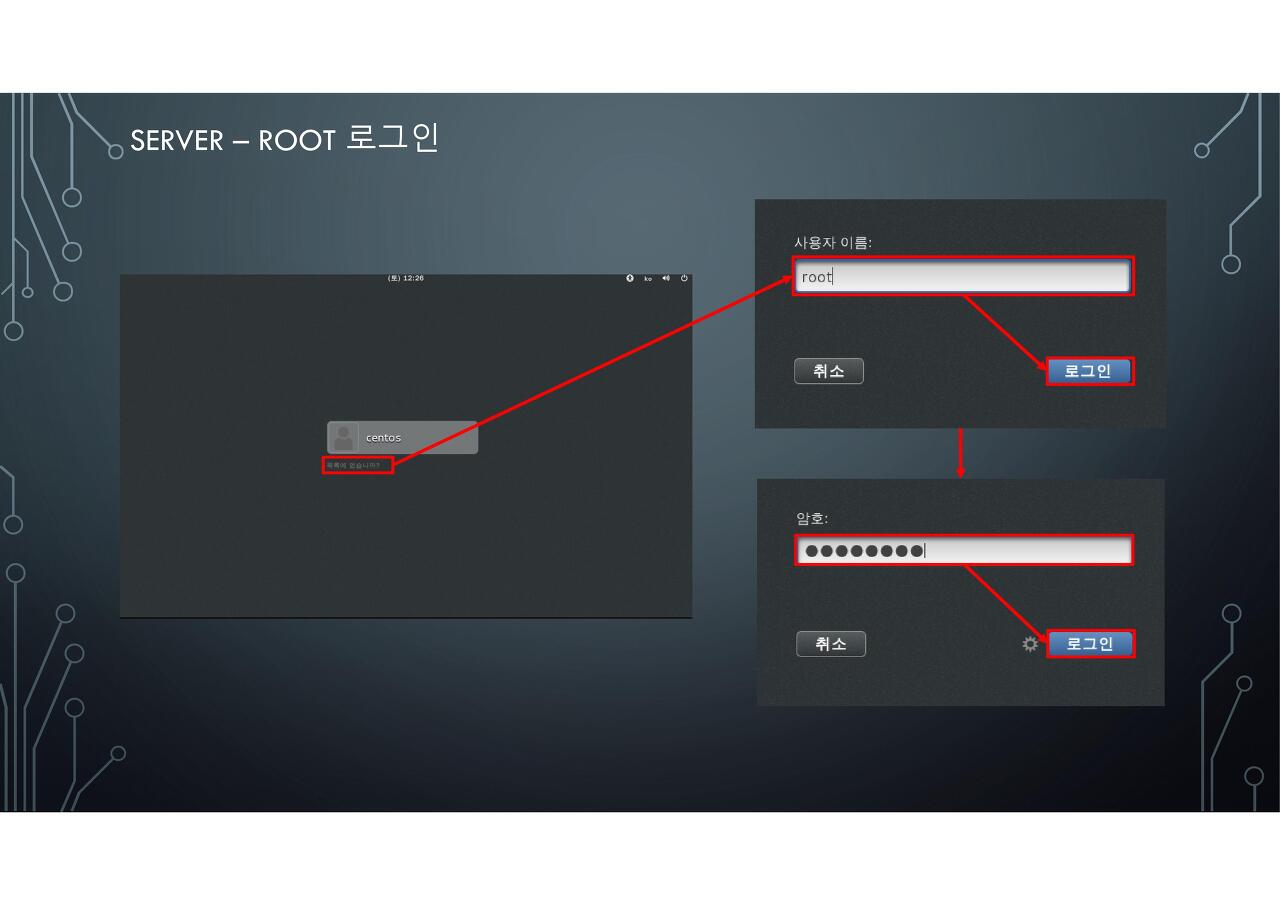 SERVER – ROOT 로그인
(토) 12:26
ko
centos
목록에 없습니까?
사용자 이름:
root
취소
로그인
암호:
취소
로그인